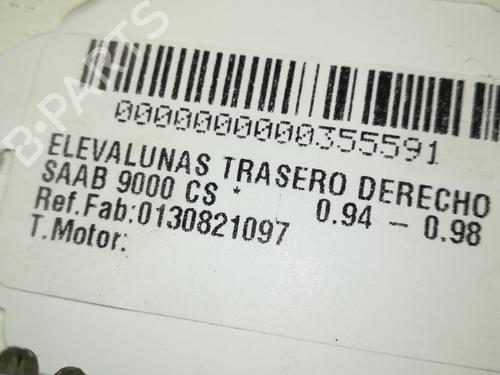 B-PARTS
0000000000355591
ELEVALUNAS TRASERO DERECHO
SAAB 9000 CS * 0.94 - 0.98
Ref.Fab:0130821097
T.Motor: